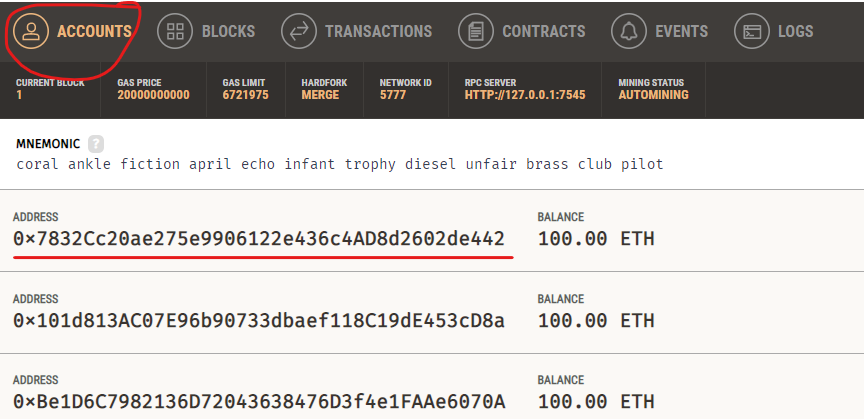 ACCOUNTS BLOCKS TRANSACTIONS CONTRACTS EVENTS LOGS
CURRENT BLOCK GAS PRICE GAS LIMIT HARDFORK NETWORK ID RPC SERVER MINING STATUS
1 20000000000 6721975 MERGE 5777 HTTP://127.0.0.1:7545 AUTOMINING
MNEMONIC ?
coral ankle fiction april echo infant trophy diesel unfair brass club pilot
ADDRESS BALANCE
0×7832Cc20ae275e9906122e436c4AD8d2602de442 100.00 ETH
ADDRESS BALANCE
0×101d813AC07E96b90733dbaef118C19dE453cD8a 100.00 ETH
ADDRESS BALANCE
0×Be1D6C7982136D72043638476D3f4e1FAAe6070A 100.00 ETH